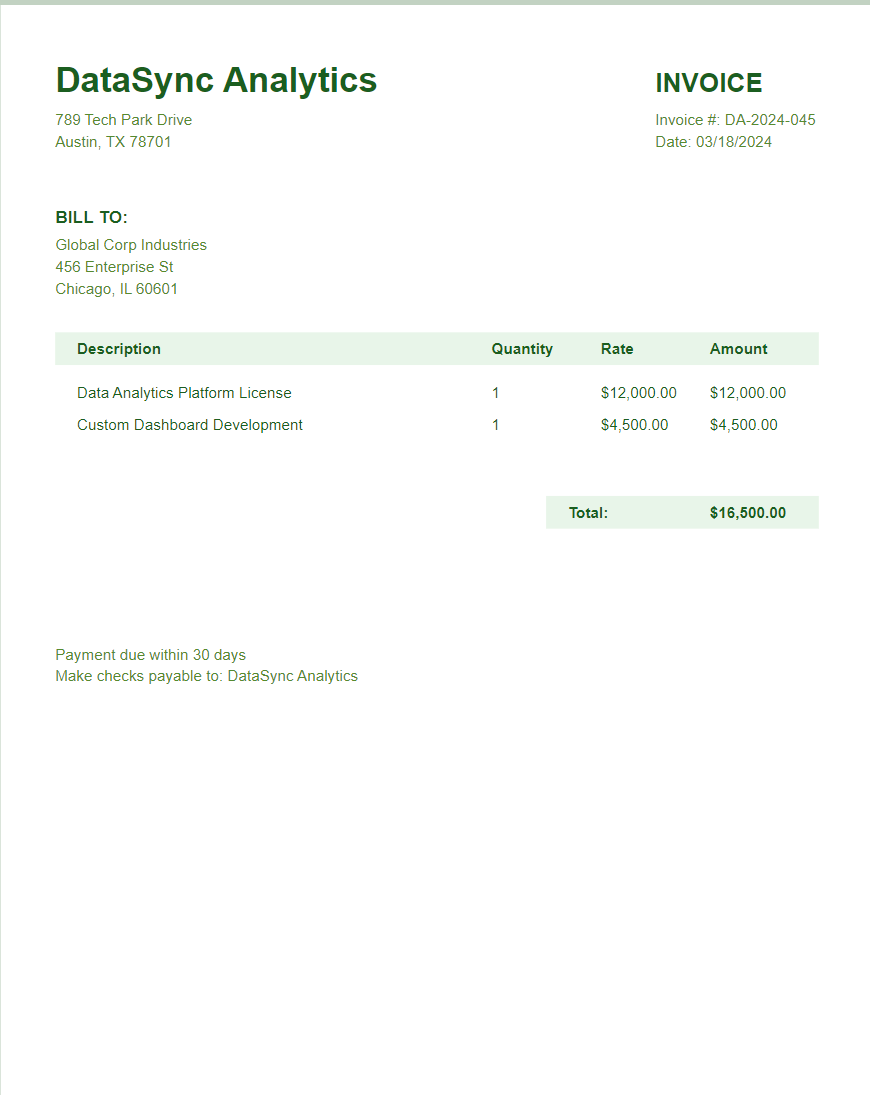 DataSync Analytics
INVOICE
789 Tech Park Drive
Invoice #: DA-2024-045
Austin, TX 78701
Date: 03/18/2024
BILL TO:
Global Corp Industries
456 Enterprise St
Chicago, IL 60601
Description Quantity Rate Amount
Data Analytics Platform License 1 $12,000.00 $12,000.00
Custom Dashboard Development 1 $4,500.00 $4,500.00
Total: $16,500.00
Payment due within 30 days
Make checks payable to: DataSync Analytics